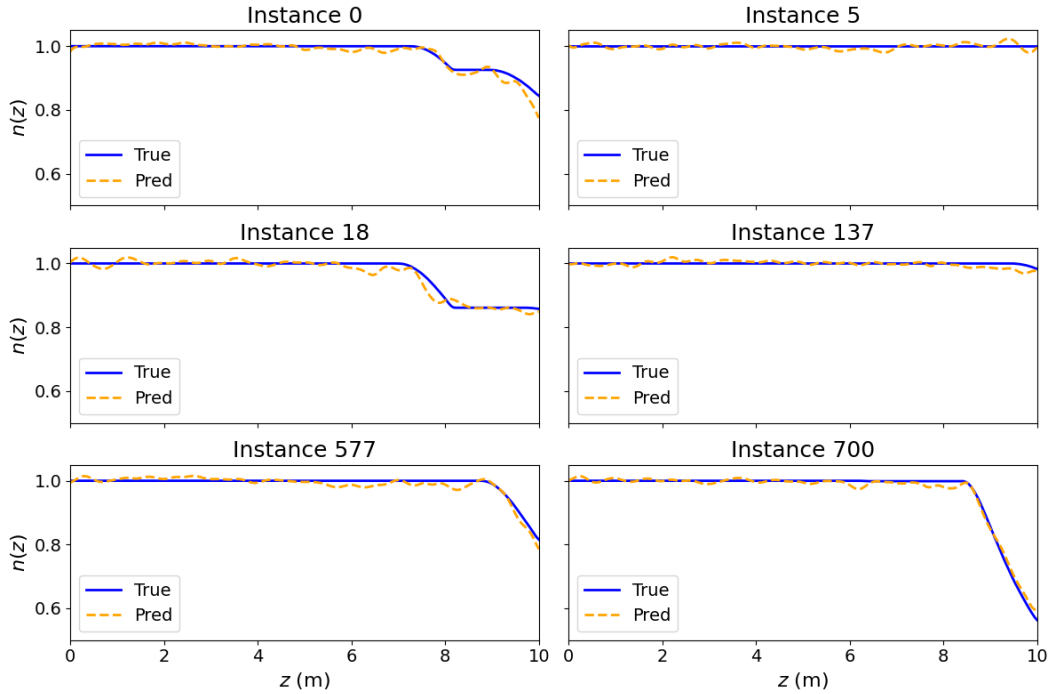 Instance 0
1.0
0.8
0.6
n(z)
True
Pred
Instance 5
True
Pred
Instance 18
1.0
0.8
0.6
n(z)
True
Pred
Instance 137
True
Pred
Instance 577
1.0
0.8
0.6
n(z)
True
Pred
0 2 4 6 8 10
z (m)
Instance 700
True
Pred
0 2 4 6 8 10
z (m)